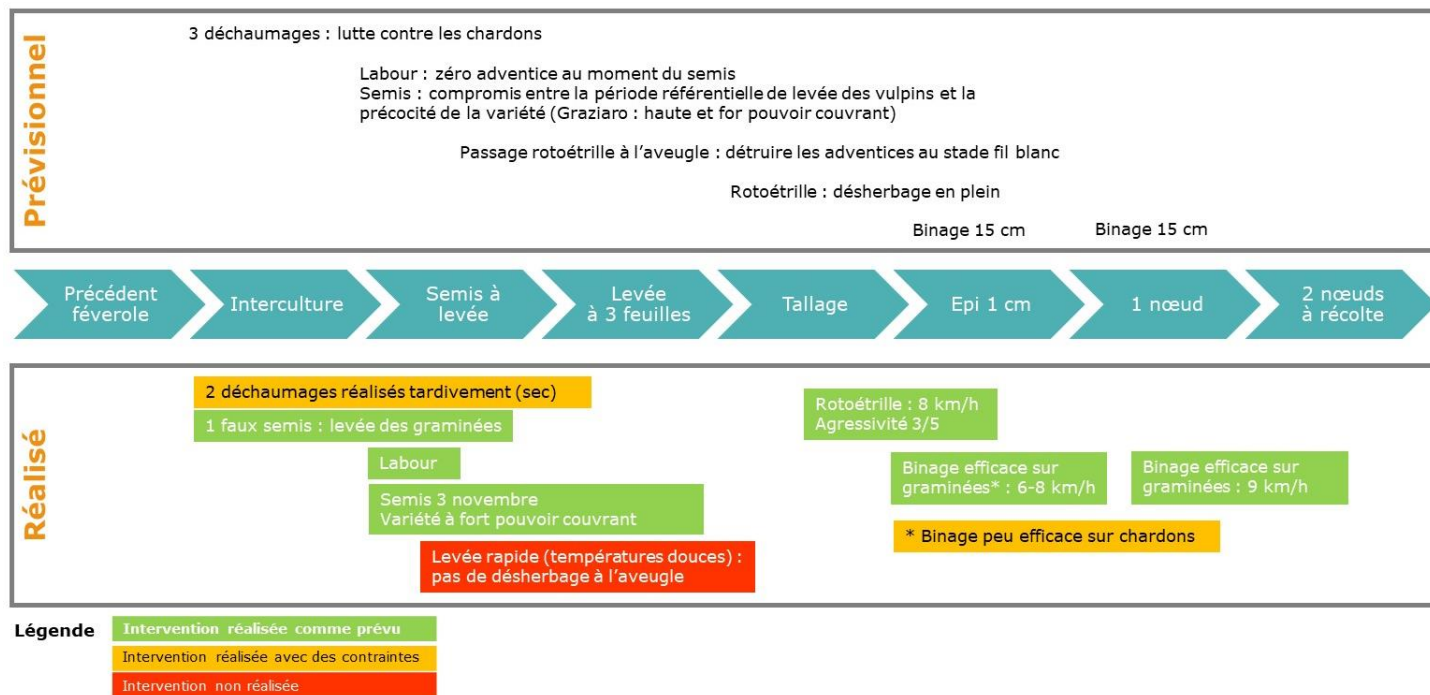 Prévisionnel
3 déchaumages : lutte contre les chardons
Labour : zéro adventice au moment du semis
Semis : compromis entre la période référentielle de levée des vulpins et la
précocité de la variété (Graziaro : haute et for pouvoir couvrant)
Passage rotoétrille à l’aveugle : détruire les adventices au stade fil blanc
Rotoétrille : désherbage en plein
Binage 15 cm
Binage 15 cm
Précédent
féverole
Interculture
Semis à
levée
Levée
à 3 feuilles
Tallage
Epi 1 cm
1 nœud
2 nœuds
à récolte
Réalisé
2 déchaumages réalisés tardivement (sec)
1 faux semis : levée des graminées
Labour
Semis 3 novembre
Variété à fort pouvoir couvrant
Levée rapide (températures douces) :
pas de désherbage à l’aveugle
Rotoétrille : 8 km/h
Agressivité 3/5
Binage efficace sur
graminées* : 6-8 km/h
Binage efficace sur
graminées : 9 km/h
* Binage peu efficace sur chardons
Légende
Intervention réalisée comme prévu
Intervention réalisée avec des contraintes
Intervention non réalisée